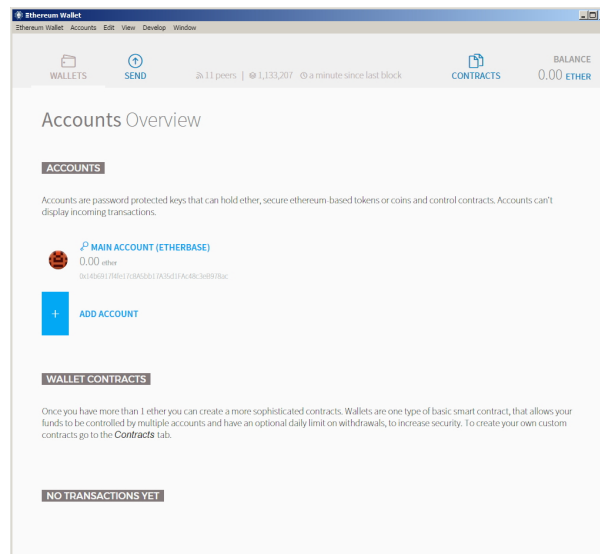 Ethereum Wallet
Ethereum Wallet Accounts Edit View Develop Window
WALLETS
SEND
11 peers | 1,133,207 a minute since last block
CONTRACTS
BALANCE
0.00 ETHER
Accounts Overview
ACCOUNTS
Accounts are password protected keys that can hold ether, secure ethereum-based tokens or coins and control contracts. Accounts can't
display incoming transactions.
MAIN ACCOUNT (ETHERBASE)
0.00 ether
+ ADD ACCOUNT
WALLET CONTRACTS
Once you have more than 1 ether you can create a more sophisticated contracts. Wallets are one type of basic smart contract, that allows your
funds to be controlled by multiple accounts and have an optional daily limit on withdrawals, to increase security. To create your own custom
contracts go to the Contracts tab.
NO TRANSACTIONS YET